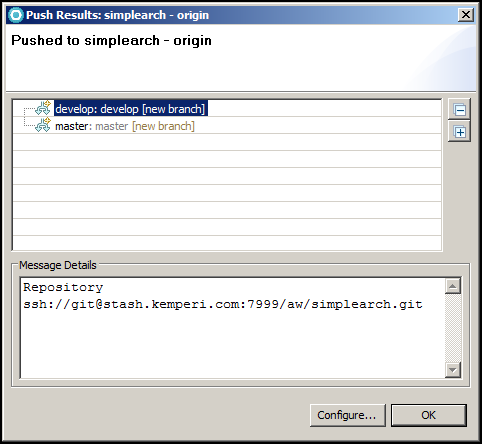 Push Results: simplearch - origin
Pushed to simplearch - origin
develop: develop [new branch]
master: master [new branch]
Message Details
Repository
ssh://git@stash.kemperi.com:7999/aw/simplearch.git
Configure... OK